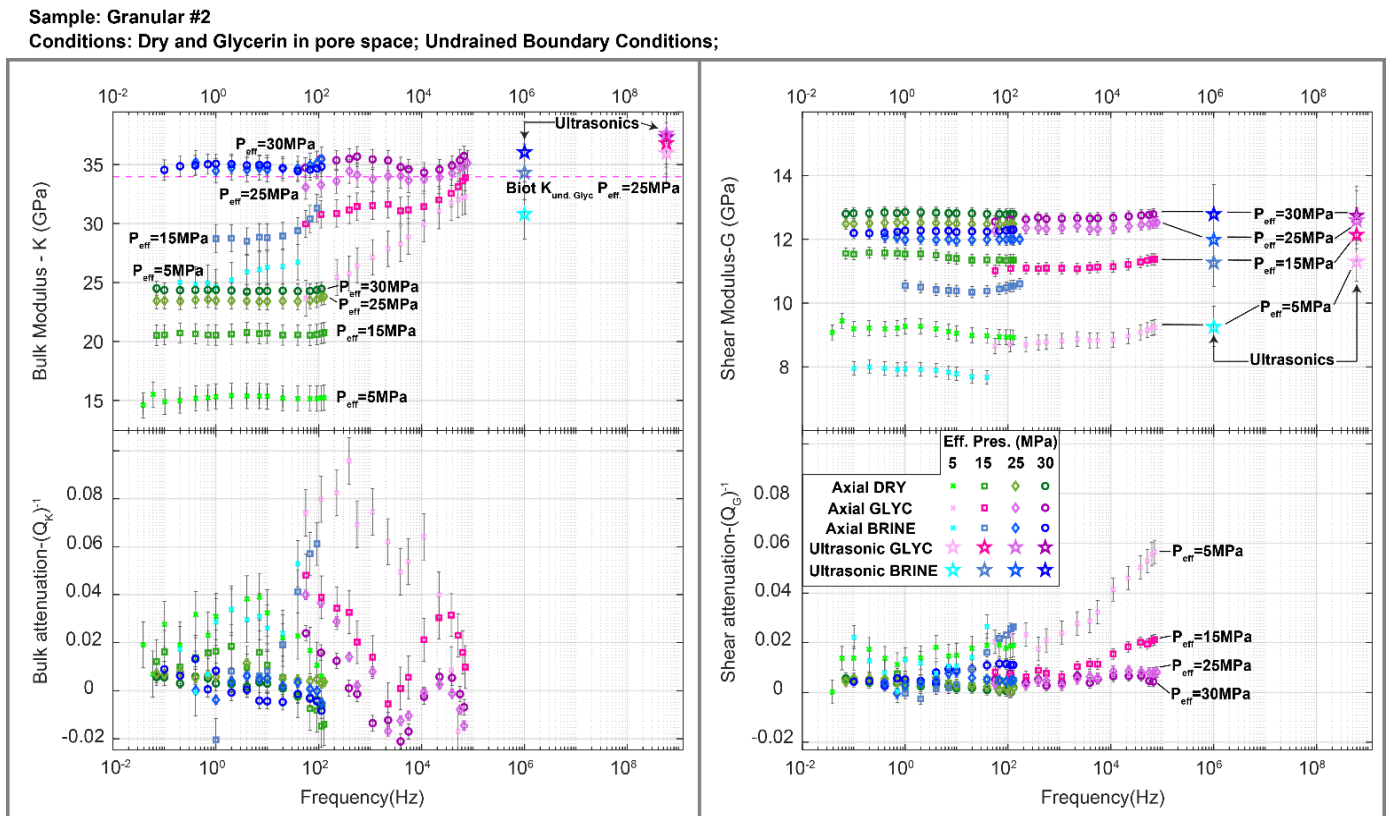 Sample: Granular #2
Conditions: Dry and Glycerin in pore space; Undrained Boundary Conditions;
10-2 100 102 104 106 108
Bulk Modulus - K (GPa)
35
30
25
20
15
Peff=30MPa
Peff=25MPa
Peff=15MPa
Peff=5MPa
Peff=30MPa
Peff=25MPa
Peff=15MPa
Peff=5MPa
Ultrasonics
Biot Kund. Glyc Peff.=25MPa
Bulk attenuation-(QK)-1
0.08
0.06
0.04
0.02
0
-0.02
10-2 100 102 104 106 108
Frequency(Hz)
10-2 100 102 104 106 108
Shear Modulus-G (GPa)
14
12
10
8
Peff=30MPa
Peff=25MPa
Peff=15MPa
Peff=5MPa
Ultrasonics
Shear attenuation-(QG)-1
0.08
0.06
0.04
0.02
0
-0.02
Eff. Pres. (MPa)
5 15 25 30
Axial DRY
Axial GLYC
Axial BRINE
Ultrasonic GLYC
Ultrasonic BRINE
Peff=5MPa
Peff=15MPa
Peff=25MPa
Peff=30MPa
10-2 100 102 104 106 108
Frequency(Hz)